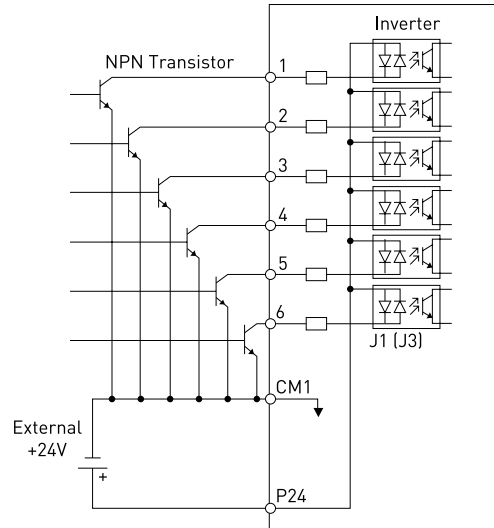 Inverter
NPN Transistor
1
2
3
4
5
6
J1 (J3)
CM1
External
+24V
+
P24